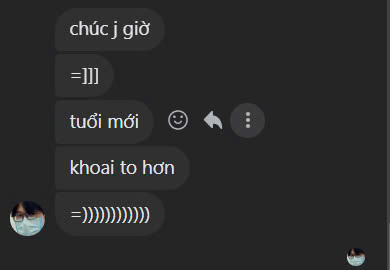 chúc j giờ
=]]]
tuổi mới
khoai to hơn
=))))))))))))